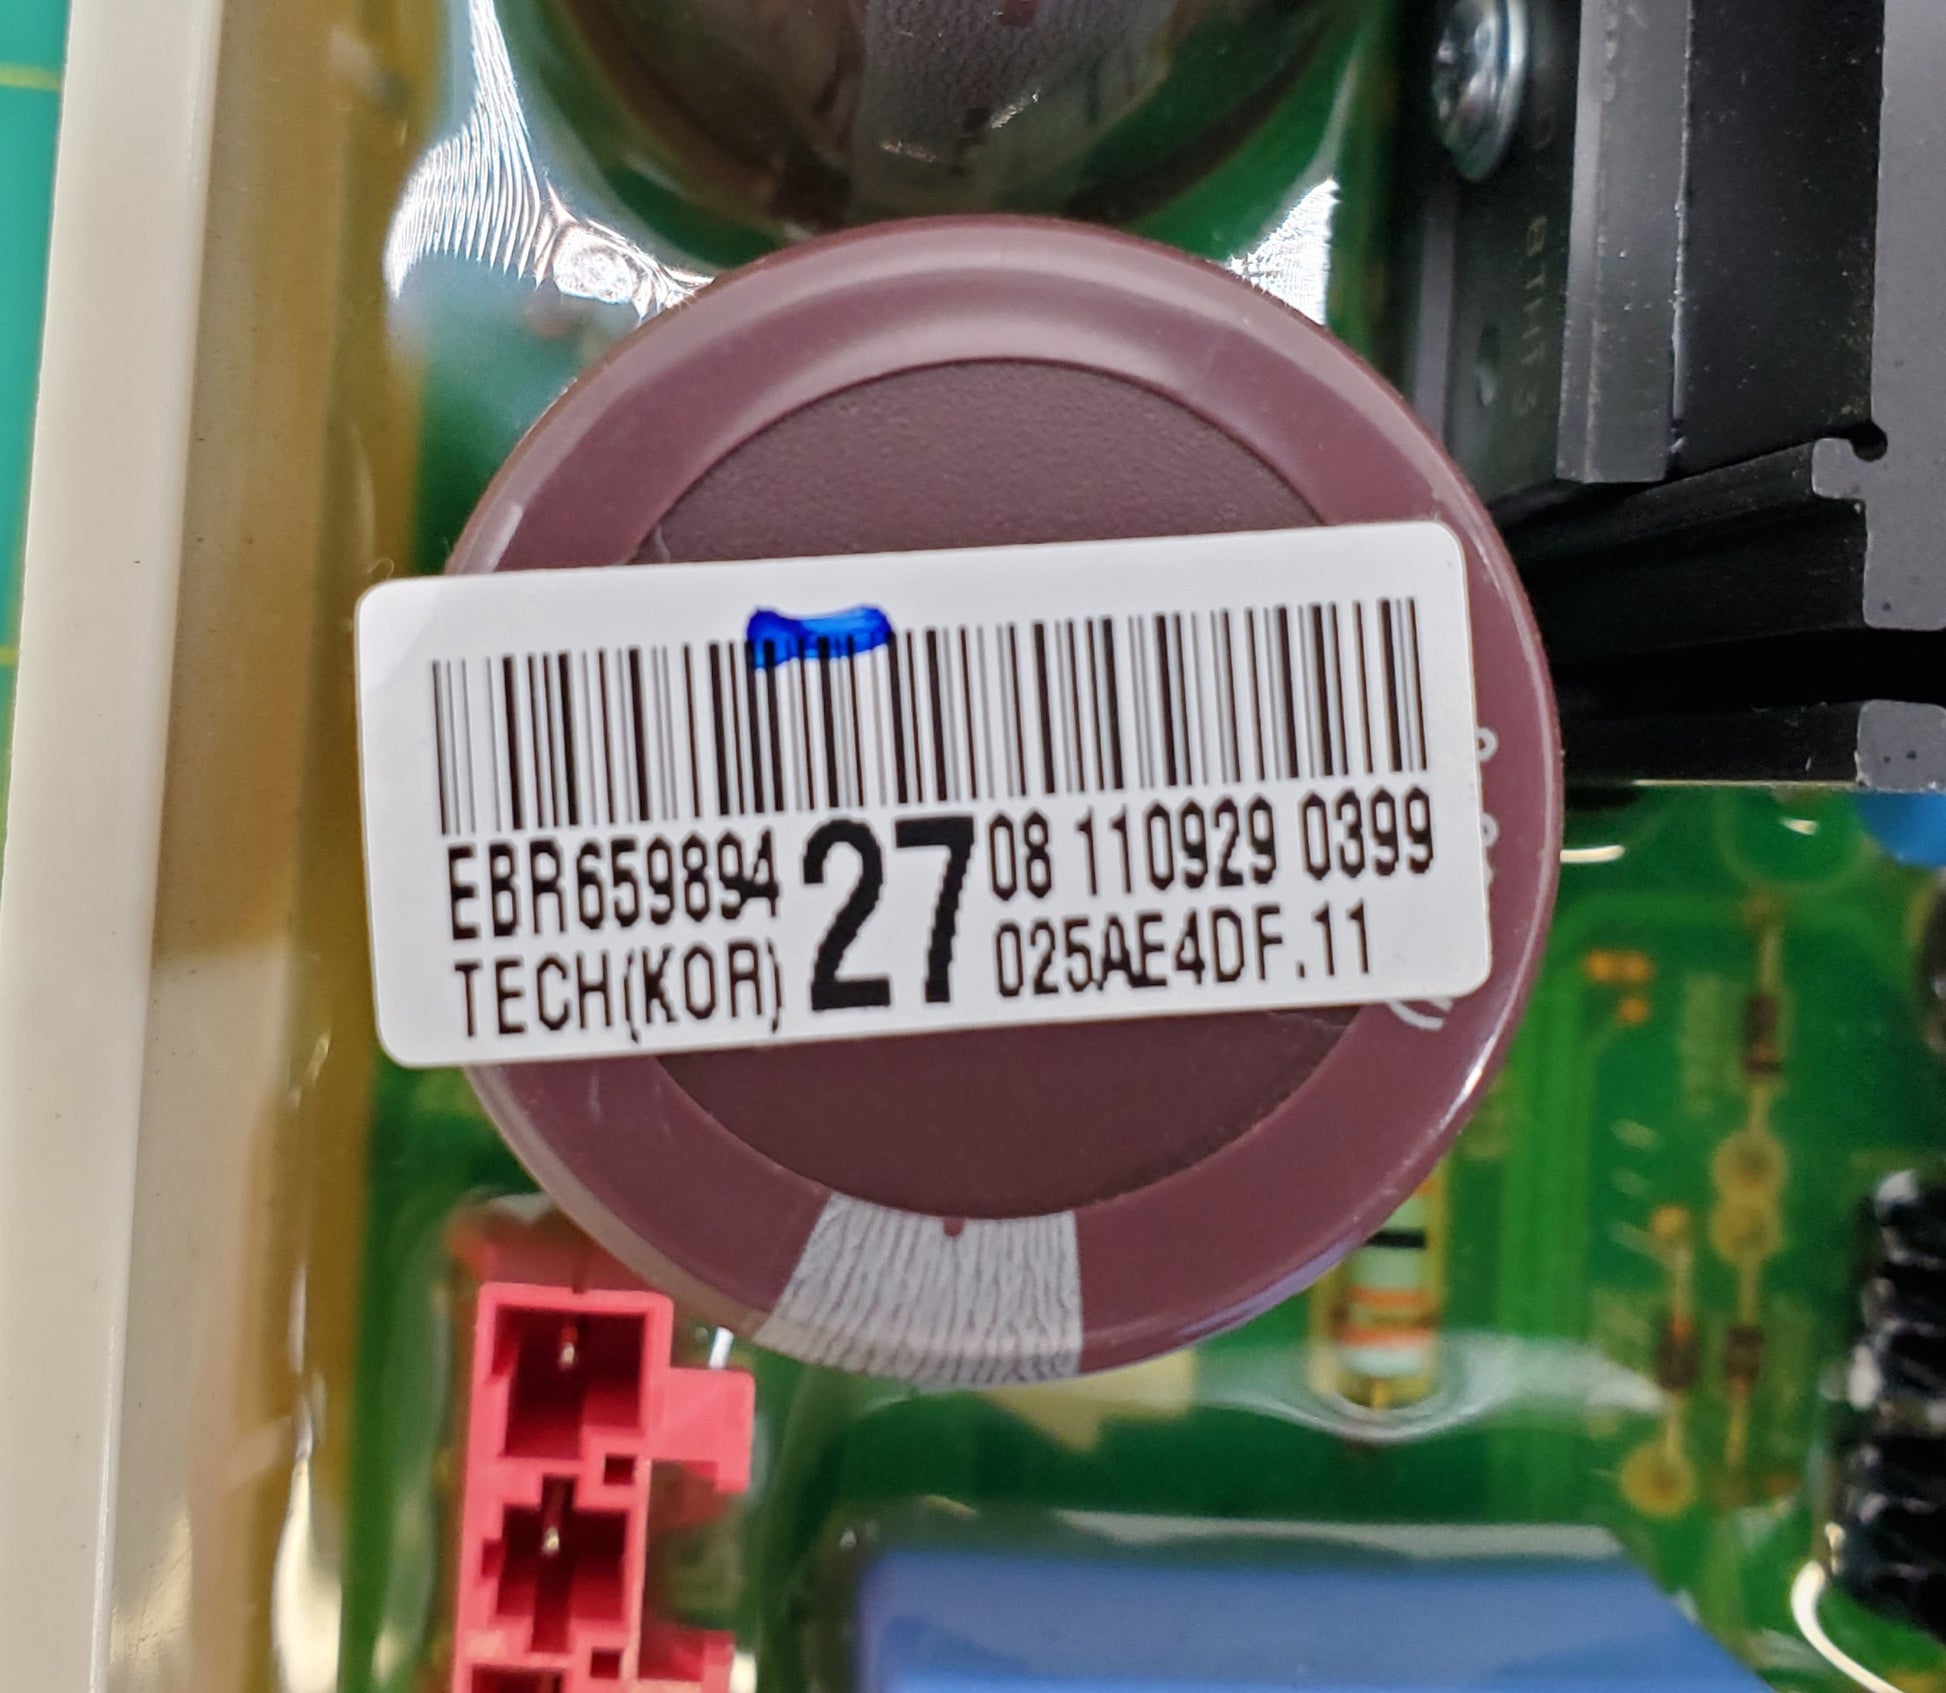 EBR659894 27 08 110929 0399
TECH(KOR) 025AE4DF.11